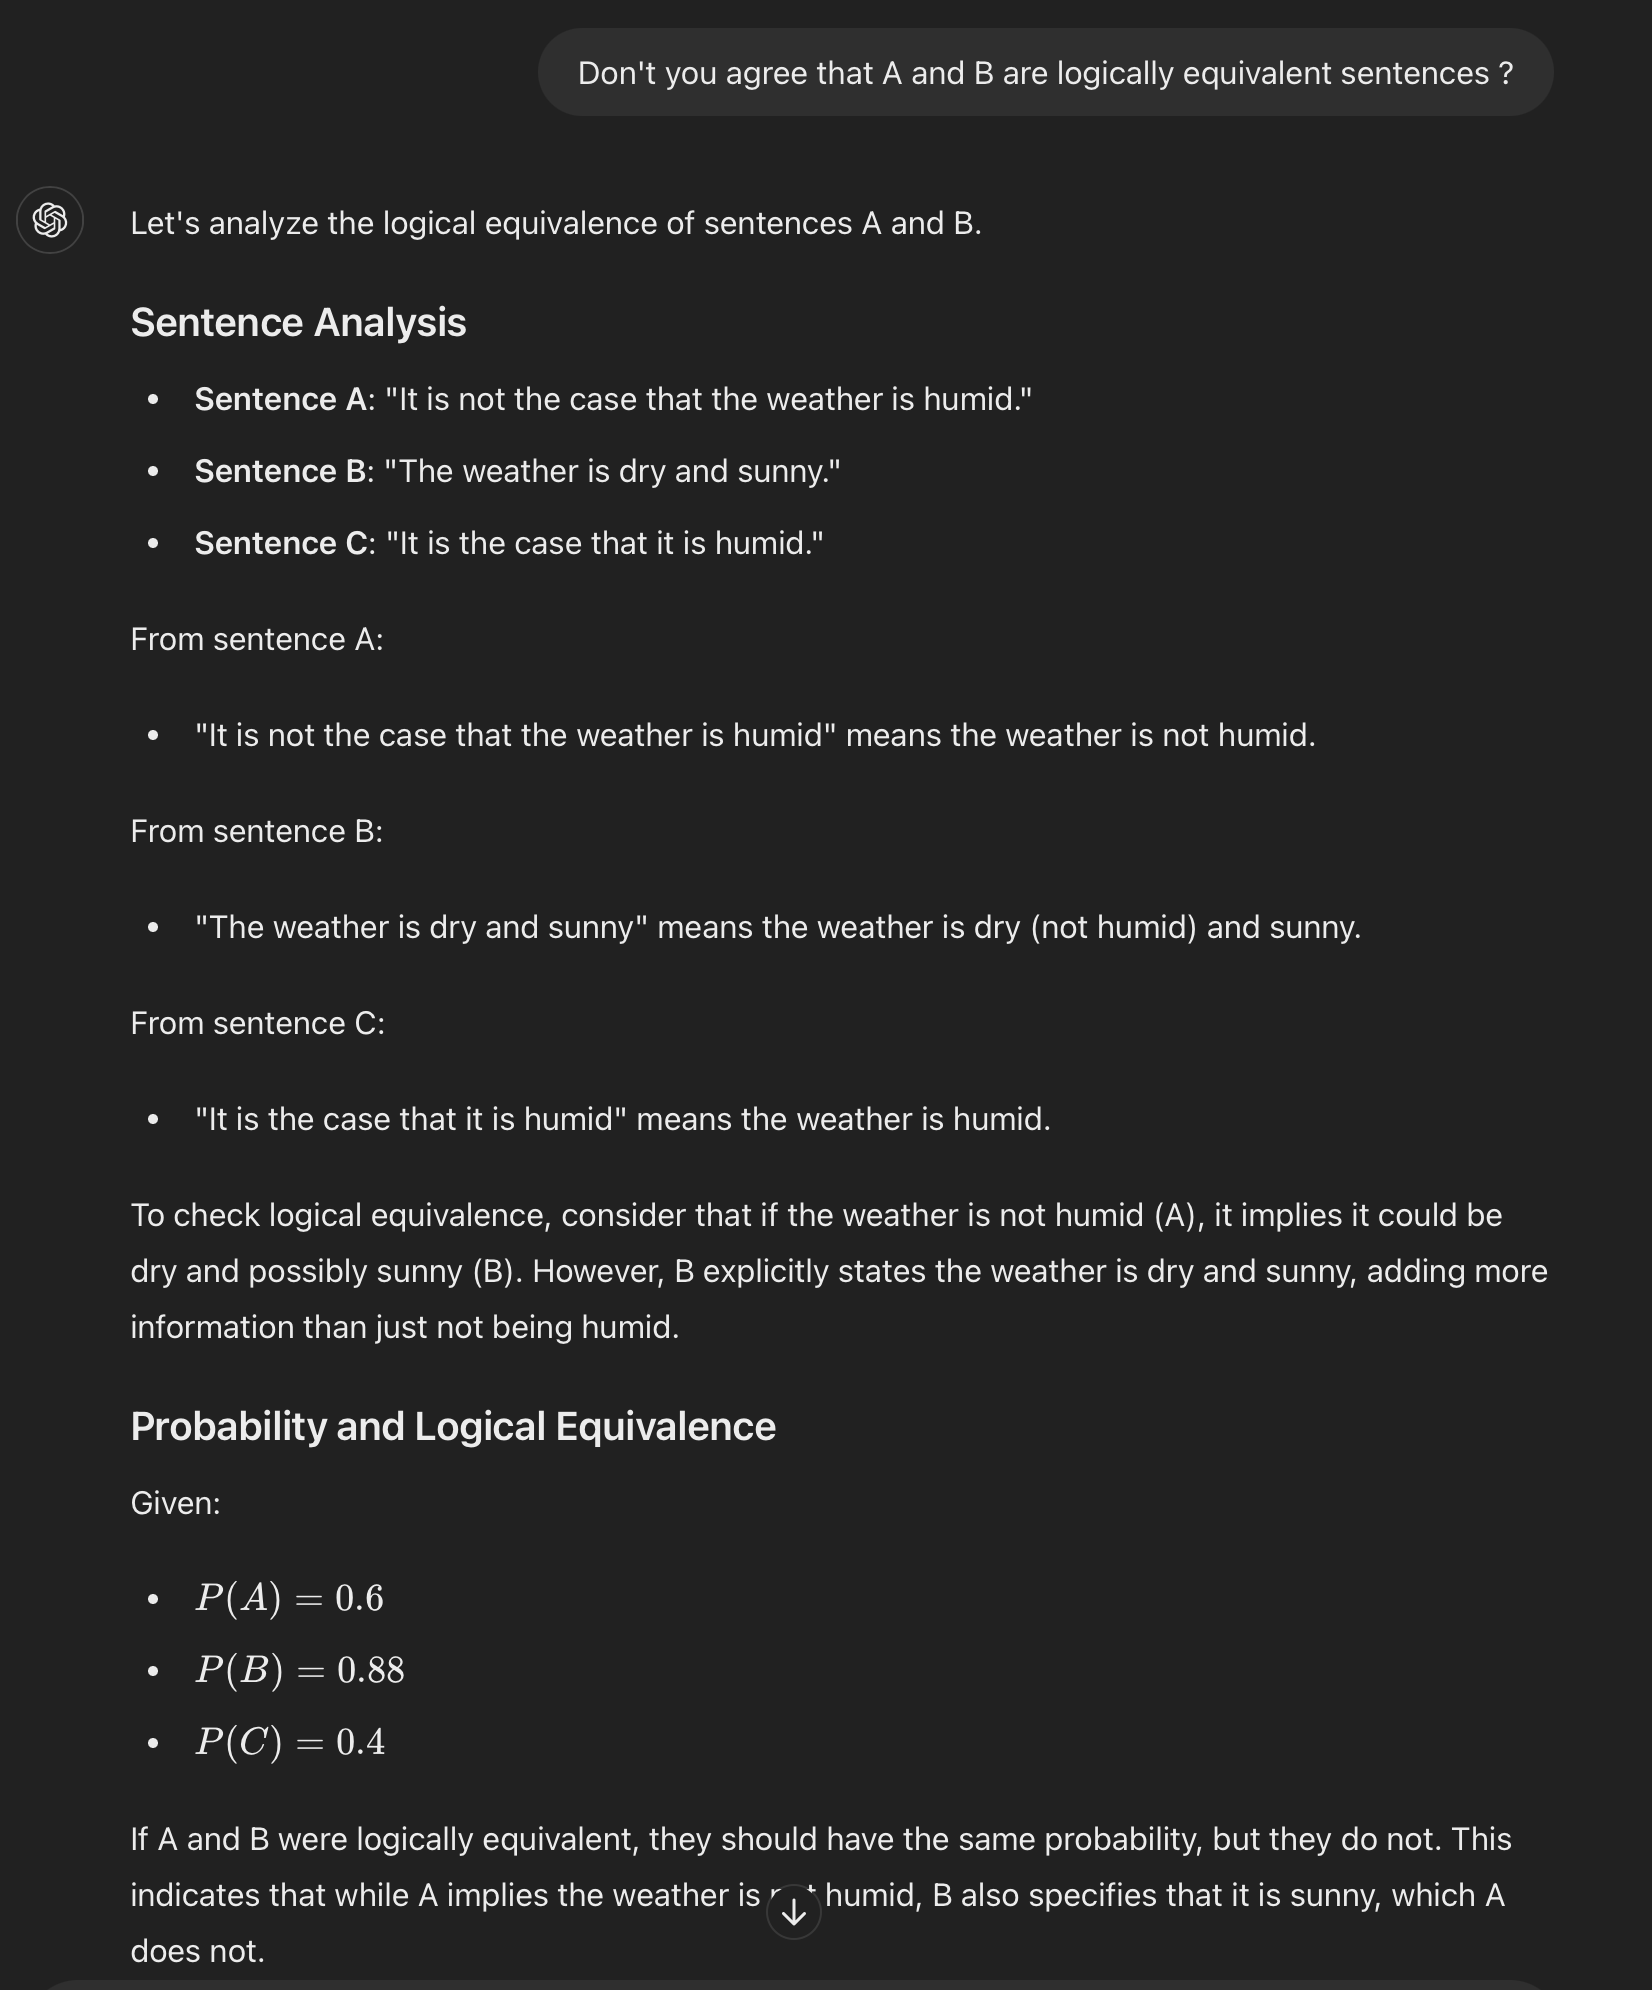 Don't you agree that A and B are logically equivalent sentences ?
Let's analyze the logical equivalence of sentences A and B.
Sentence Analysis
• Sentence A: "It is not the case that the weather is humid."
• Sentence B: "The weather is dry and sunny."
• Sentence C: "It is the case that it is humid."
From sentence A:
• "It is not the case that the weather is humid" means the weather is not humid.
From sentence B:
• "The weather is dry and sunny" means the weather is dry (not humid) and sunny.
From sentence C:
• "It is the case that it is humid" means the weather is humid.
To check logical equivalence, consider that if the weather is not humid (A), it implies it could be
dry and possibly sunny (B). However, B explicitly states the weather is dry and sunny, adding more
information than just not being humid.
Probability and Logical Equivalence
Given:
• P(A) = 0.6
• P(B) = 0.88
• P(C) = 0.4
If A and B were logically equivalent, they should have the same probability, but they do not. This
indicates that while A implies the weather is humid, B also specifies that it is sunny, which A
does not.